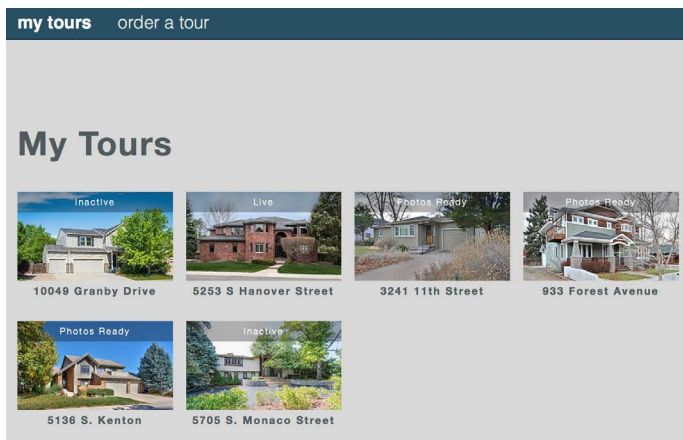 my tours order a tour
My Tours
Inactive Live Photos Ready Photos Ready
10049 Granby Drive 5253 S Hanover Street 3241 11th Street 933 Forest Avenue
Photos Ready Inactive
5136 S. Kenton 5705 S. Monaco Street